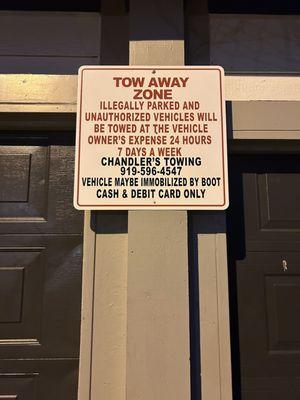 TOW AWAY
ZONE
ILLEGALLY PARKED AND
UNAUTHORIZED VEHICLES WILL
BE TOWED AT THE VEHICLE
OWNER'S EXPENSE 24 HOURS
7 DAYS A WEEK
CHANDLER'S TOWING
919-596-4547
VEHICLE MAYBE IMMOBILIZED BY BOOT
CASH & DEBIT CARD ONLY